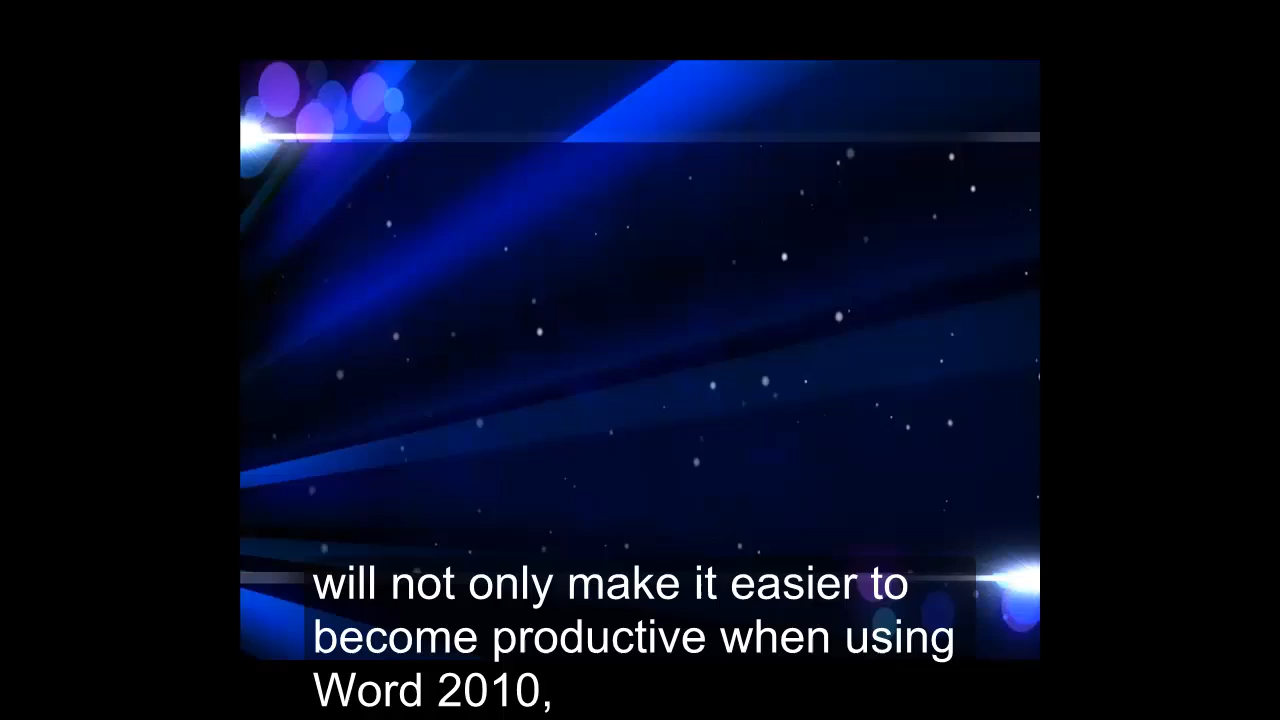 will not only make it easier to
become productive when using
Word 2010,